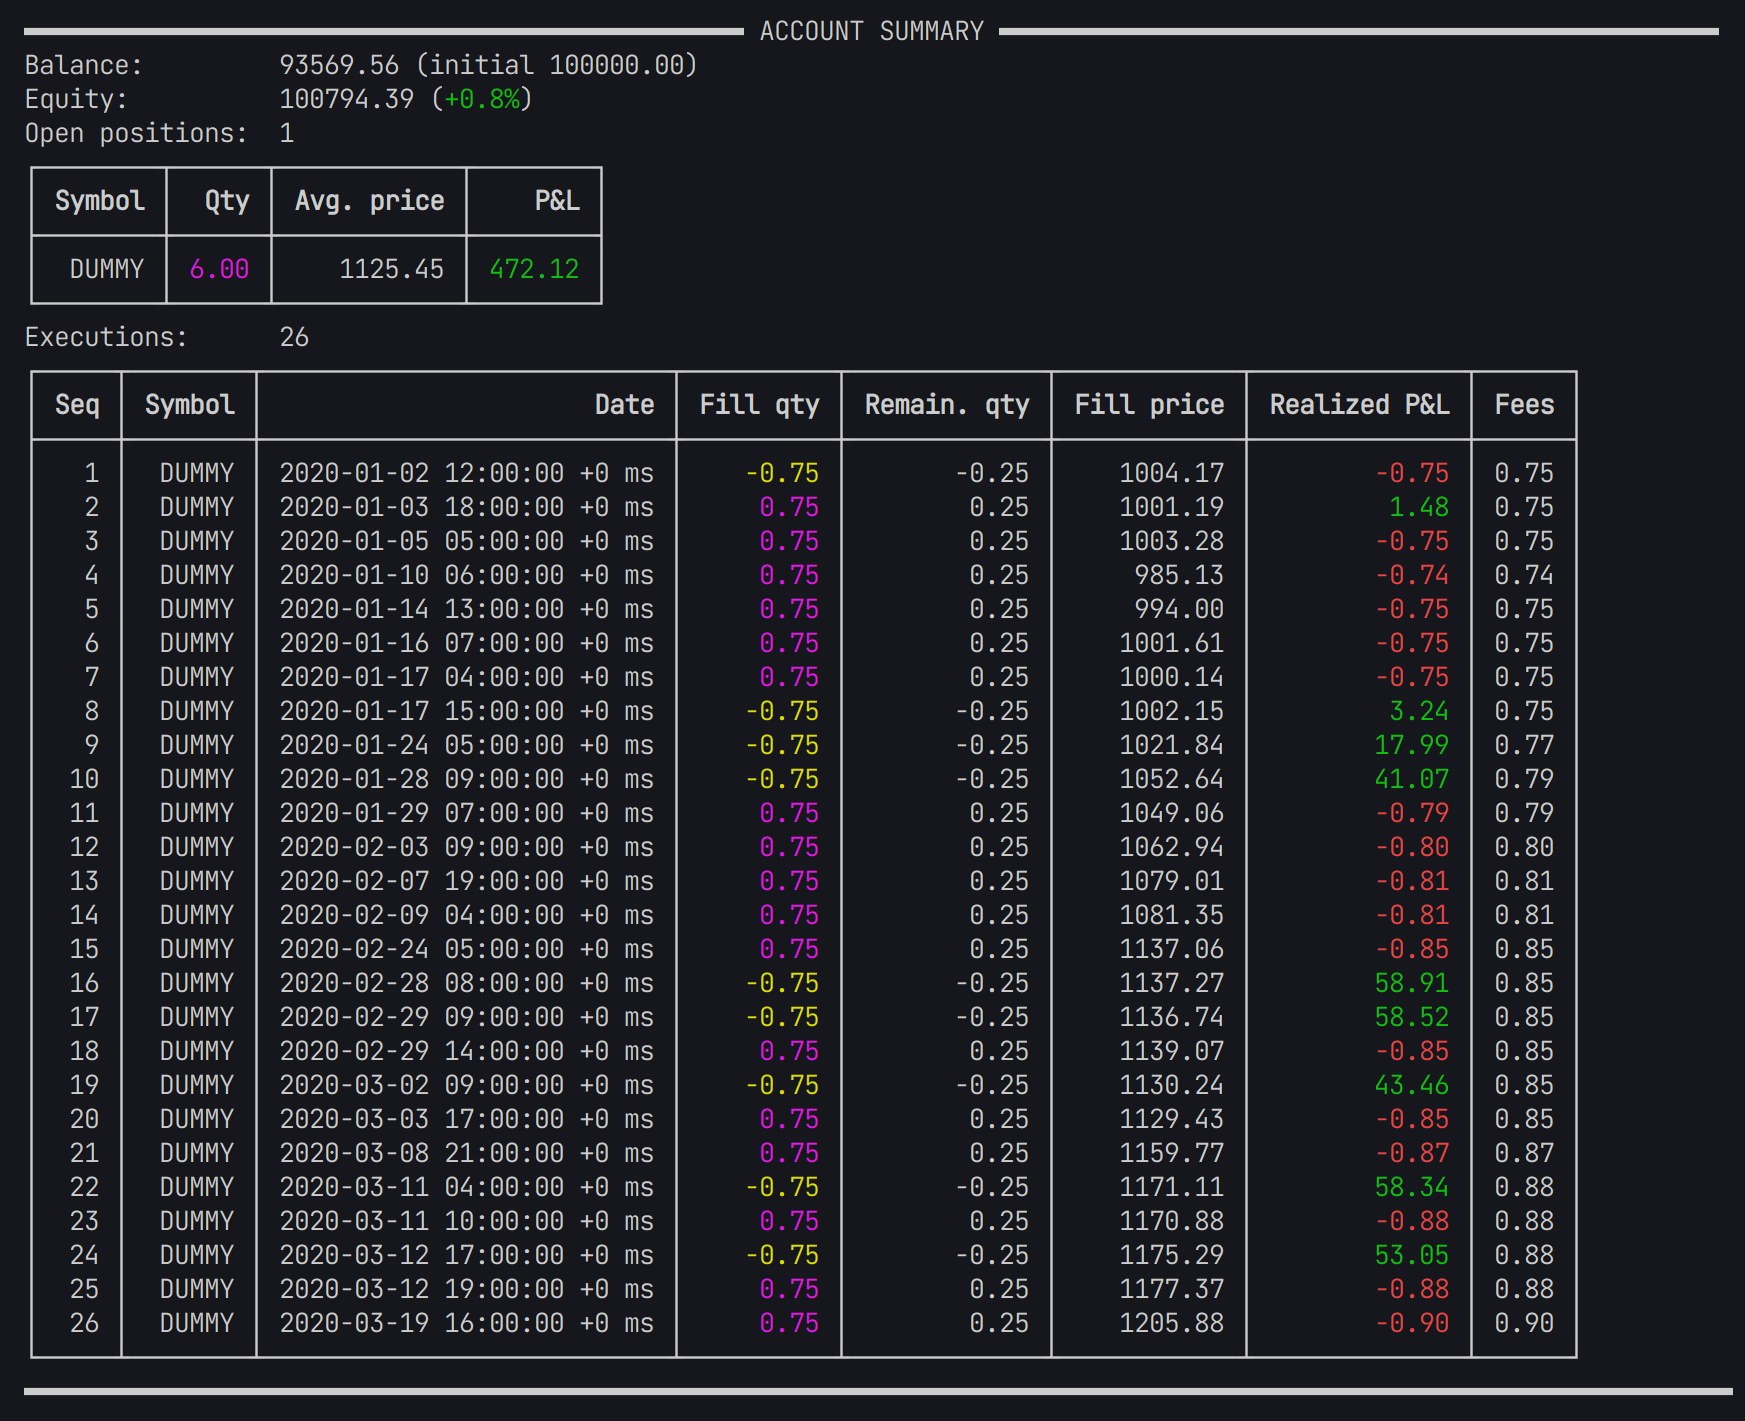 ACCOUNT SUMMARY
Balance: 93569.56 (initial 100000.00)
Equity: 100794.39 (+0.8%)
Open positions: 1
Symbol Qty Avg. price P&L
DUMMY 6.00 1125.45 472.12
Executions: 26
Seq Symbol Date Fill qty Remain. qty Fill price Realized P&L Fees
1 DUMMY 2020-01-02 12:00:00 +0 ms -0.75 -0.25 1004.17 -0.75 0.75
2 DUMMY 2020-01-03 18:00:00 +0 ms 0.75 0.25 1001.19 1.48 0.75
3 DUMMY 2020-01-05 05:00:00 +0 ms 0.75 0.25 1003.28 -0.75 0.75
4 DUMMY 2020-01-10 06:00:00 +0 ms 0.75 0.25 985.13 -0.74 0.74
5 DUMMY 2020-01-14 13:00:00 +0 ms 0.75 0.25 994.00 -0.75 0.75
6 DUMMY 2020-01-16 07:00:00 +0 ms 0.75 0.25 1001.61 -0.75 0.75
7 DUMMY 2020-01-17 04:00:00 +0 ms 0.75 0.25 1000.14 -0.75 0.75
8 DUMMY 2020-01-17 15:00:00 +0 ms -0.75 -0.25 1002.15 3.24 0.75
9 DUMMY 2020-01-24 05:00:00 +0 ms -0.75 -0.25 1021.84 17.99 0.77
10 DUMMY 2020-01-28 09:00:00 +0 ms -0.75 -0.25 1052.64 41.07 0.79
11 DUMMY 2020-01-29 07:00:00 +0 ms 0.75 0.25 1049.06 -0.79 0.79
12 DUMMY 2020-02-03 09:00:00 +0 ms 0.75 0.25 1062.94 -0.80 0.80
13 DUMMY 2020-02-07 19:00:00 +0 ms 0.75 0.25 1079.01 -0.81 0.81
14 DUMMY 2020-02-09 04:00:00 +0 ms 0.75 0.25 1081.35 -0.81 0.81
15 DUMMY 2020-02-24 05:00:00 +0 ms 0.75 0.25 1137.06 -0.85 0.85
16 DUMMY 2020-02-28 08:00:00 +0 ms -0.75 -0.25 1137.27 58.91 0.85
17 DUMMY 2020-02-29 09:00:00 +0 ms -0.75 -0.25 1136.74 58.52 0.85
18 DUMMY 2020-02-29 14:00:00 +0 ms 0.75 0.25 1139.07 -0.85 0.85
19 DUMMY 2020-03-02 09:00:00 +0 ms -0.75 -0.25 1130.24 43.46 0.85
20 DUMMY 2020-03-03 17:00:00 +0 ms 0.75 0.25 1129.43 -0.85 0.85
21 DUMMY 2020-03-08 21:00:00 +0 ms 0.75 0.25 1159.77 -0.87 0.87
22 DUMMY 2020-03-11 04:00:00 +0 ms -0.75 -0.25 1171.11 58.34 0.88
23 DUMMY 2020-03-11 10:00:00 +0 ms 0.75 0.25 1170.88 -0.88 0.88
24 DUMMY 2020-03-12 17:00:00 +0 ms -0.75 -0.25 1175.29 53.05 0.88
25 DUMMY 2020-03-12 19:00:00 +0 ms 0.75 0.25 1177.37 -0.88 0.88
26 DUMMY 2020-03-19 16:00:00 +0 ms 0.75 0.25 1205.88 -0.90 0.90